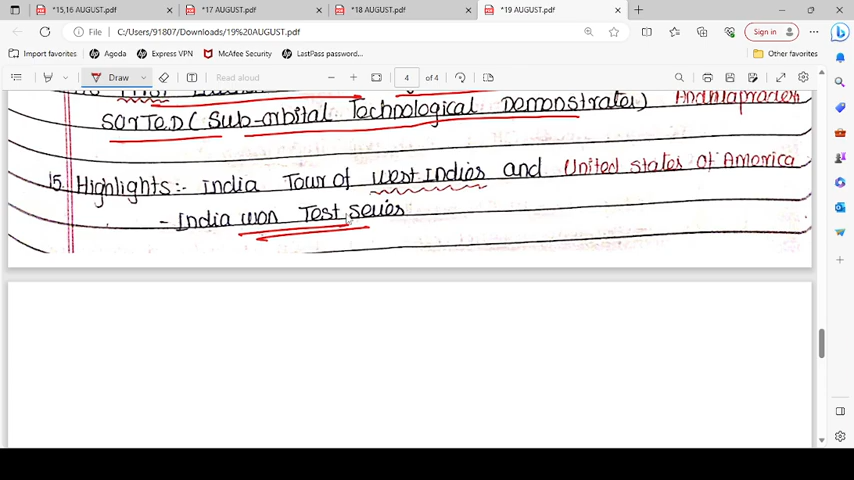 *15,16 AUGUST.pdf
*17 AUGUST.pdf
*18 AUGUST.pdf
*19 AUGUST.pdf
File C:/Users/91807/Downloads/19%20AUGUST.pdf
Sign in
Import favorites Agoda Express VPN McAfee Security LastPass password... Other favorites
Draw Read aloud 4 of 4
SORTED (Sub-orbital Technological Demonstrator)
15. Highlights:- India Tour of West Indies and United states of America
- India won Test series